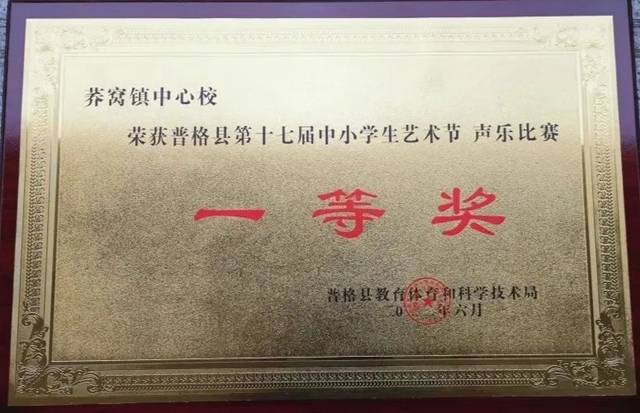 荞窝镇中心校
荣获普格县第十七届中小学生艺术节 声乐比赛
一等奖
普格县教育体育和科学技术局
年六月